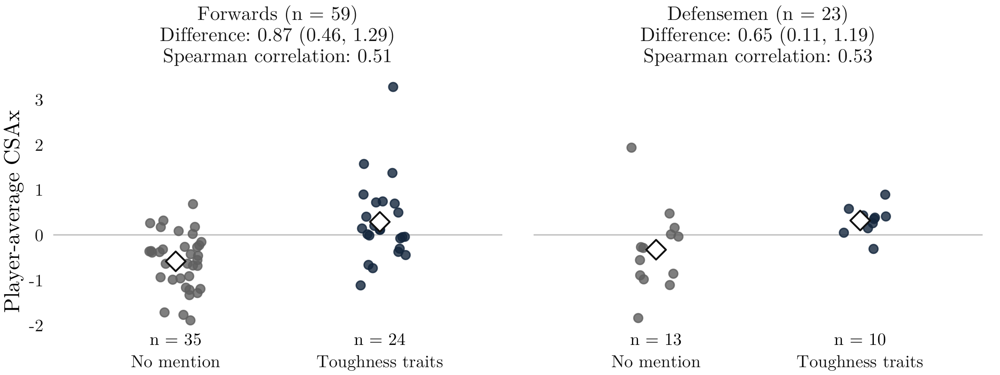 Forwards (n = 59)
Difference: 0.87 (0.46, 1.29)
Spearman correlation: 0.51
Defensemen (n = 23)
Difference: 0.65 (0.11, 1.19)
Spearman correlation: 0.53
Player-average CSAx
3
2
1
0
-1
-2
n = 35
n = 24
n = 13
n = 10
No mention
Toughness traits
No mention
Toughness traits